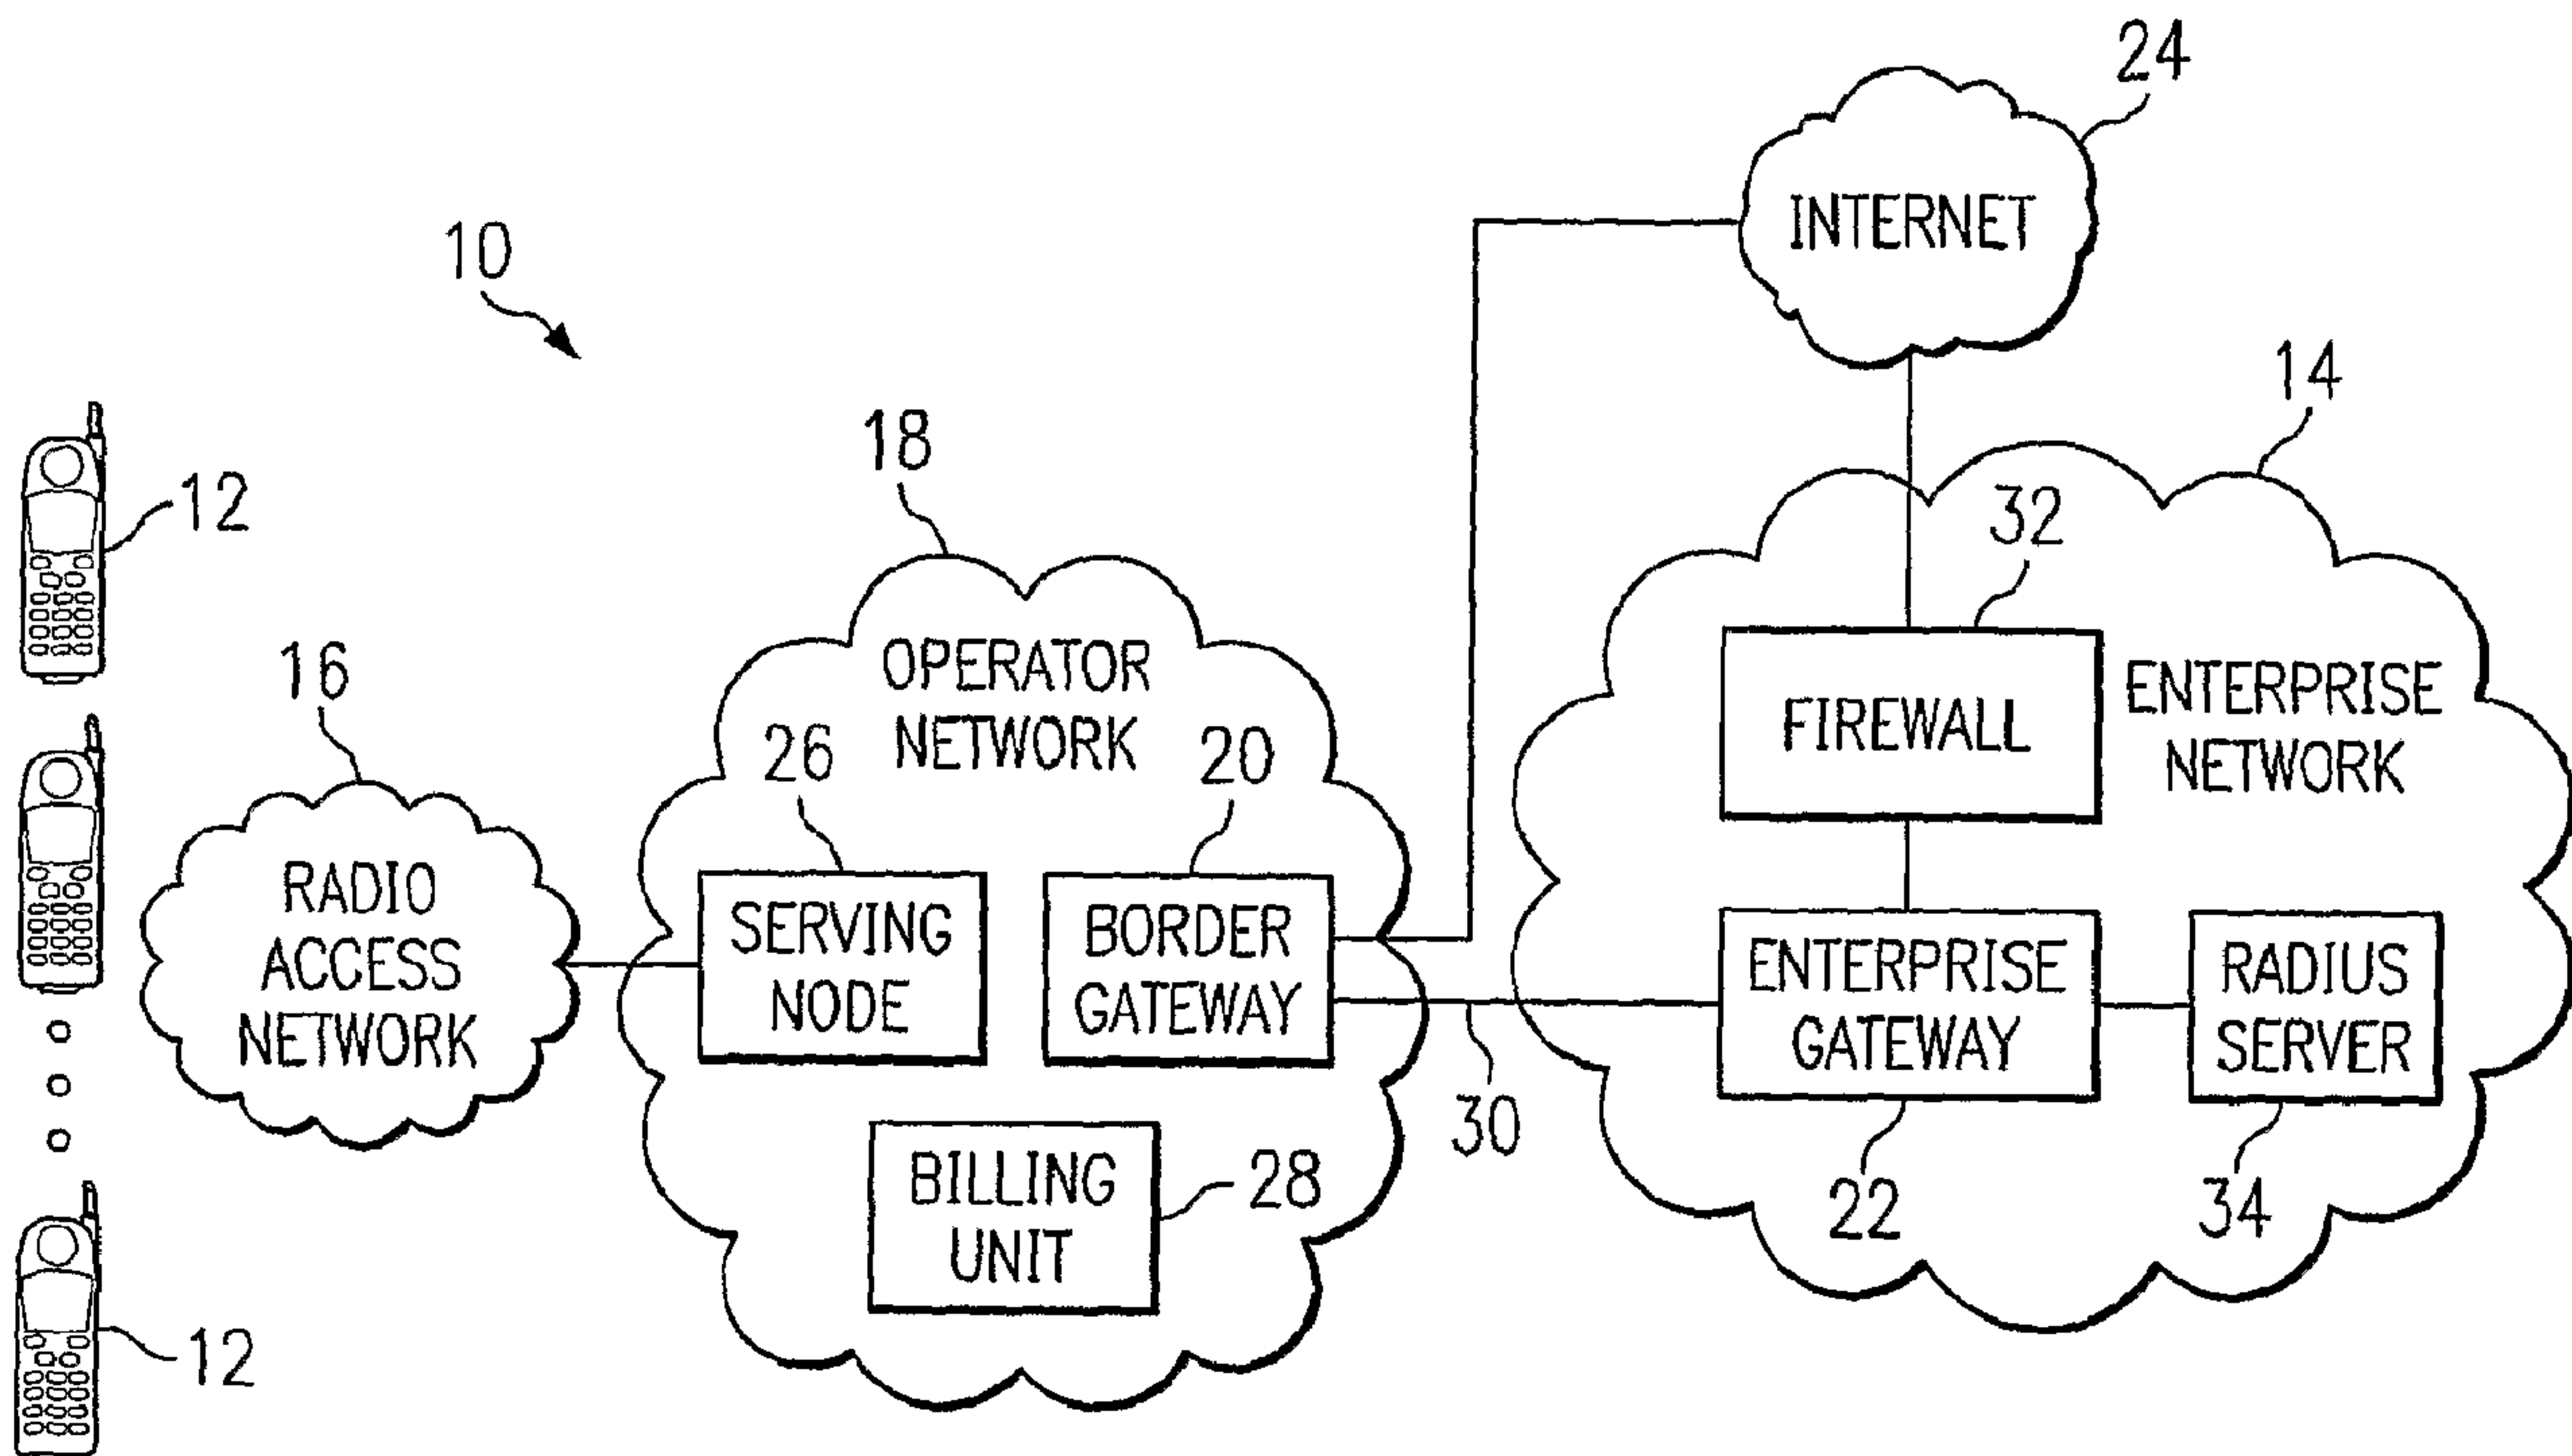 24
INTERNET
10
14
18
12
32
OPERATOR
NETWORK
16
26
20
FIREWALL
ENTERPRISE
NETWORK
RADIO
ACCESS
NETWORK
SERVING
NODE
BORDER
GATEWAY
ENTERPRISE
GATEWAY
RADIUS
SERVER
30
BILLING
UNIT
28
22
34
12